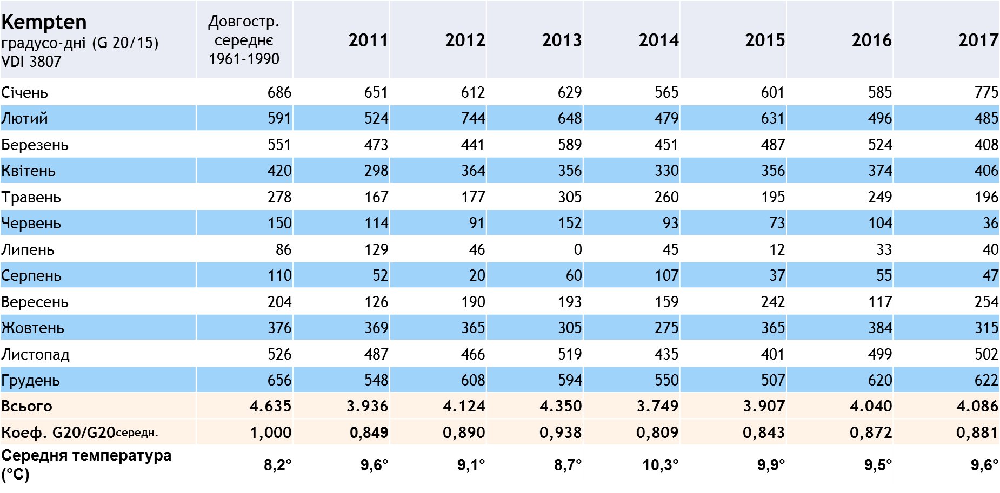 Kempten
градусо-дні (G 20/15)
VDI 3807
Довгостр.
середнє
1961-1990
2011 2012 2013 2014 2015 2016 2017
Січень 686 651 612 629 565 601 585 775
Лютий 591 524 744 648 479 631 496 485
Березень 551 473 441 589 451 487 524 408
Квітень 420 298 364 356 330 356 374 406
Травень 278 167 177 305 260 195 249 196
Червень 150 114 91 152 93 73 104 36
Липень 86 129 46 0 45 12 33 40
Серпень 110 52 20 60 107 37 55 47
Вересень 204 126 190 193 159 242 117 254
Жовтень 376 369 365 305 275 365 384 315
Листопад 526 487 466 519 435 401 499 502
Грудень 656 548 608 594 550 507 620 622
Всього 4.635 3.936 4.124 4.350 3.749 3.907 4.040 4.086
Коеф. G20/G20середн. 1,000 0,849 0,890 0,938 0,809 0,843 0,872 0,881
Середня температура
(°C) 8,2° 9,6° 9,1° 8,7° 10,3° 9,9° 9,5° 9,6°